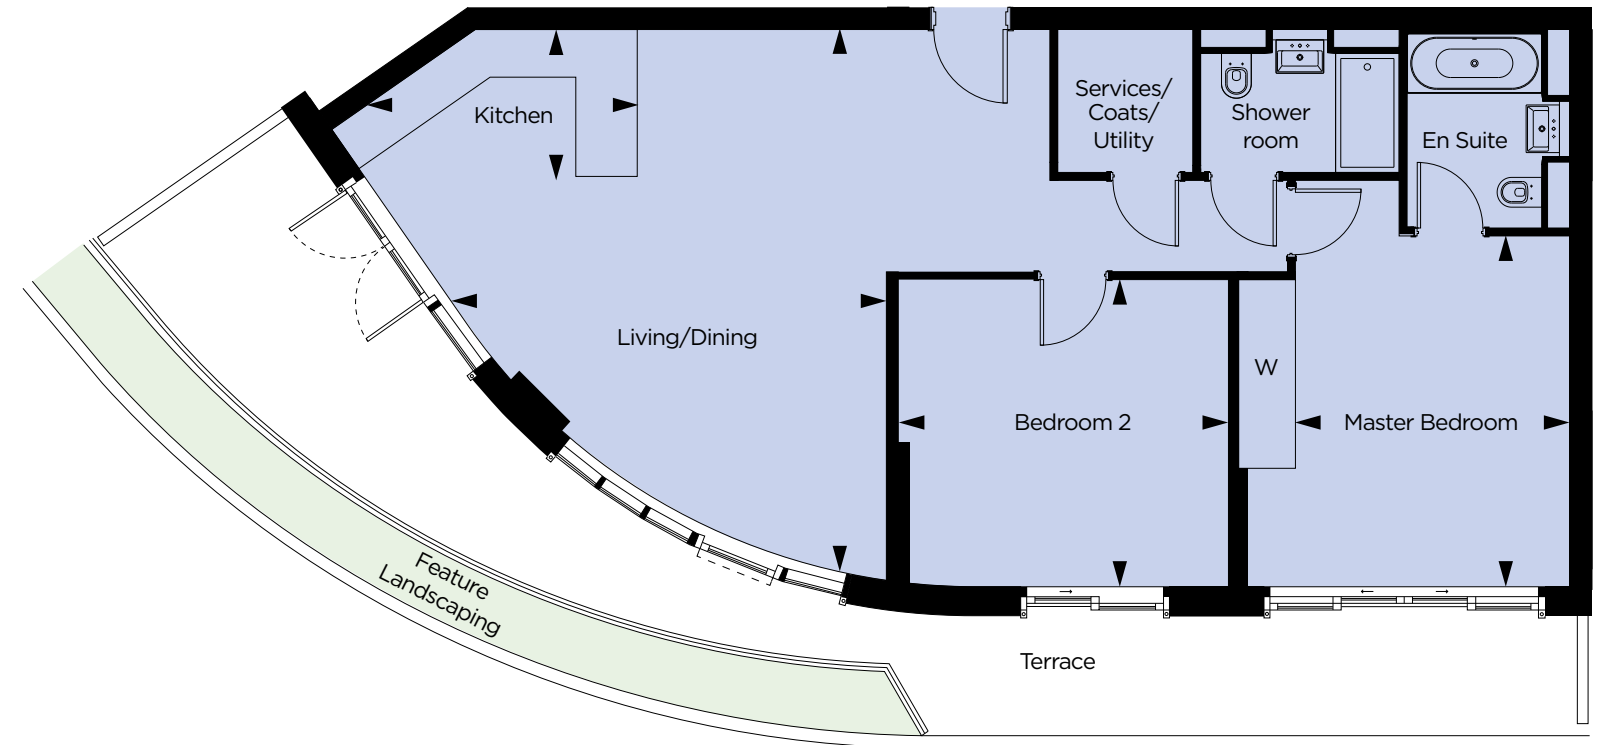 Kitchen
Services/
Coats/
Utility
Shower
room
En Suite
Living/Dining
W
Bedroom 2
Master Bedroom
Feature
Landscaping
Terrace